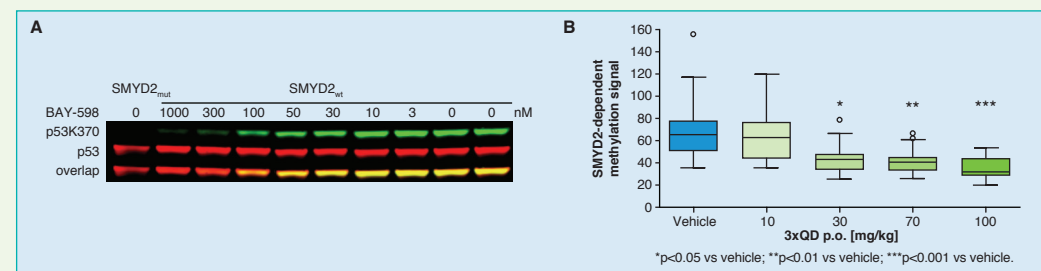 A
SMYD2mut SMYD2wt
BAY-598 0 1000 300 100 50 30 10 3 0 0 nM
p53K370
p53
overlap
B
SMYD2-dependent
methylation signal
160
140
120
100
80
60
40
20
0
* ** ***
Vehicle 10 30 70 100
3xQD p.o. [mg/kg]
*p<0.05 vs vehicle; **p<0.01 vs vehicle; ***p<0.001 vs vehicle.